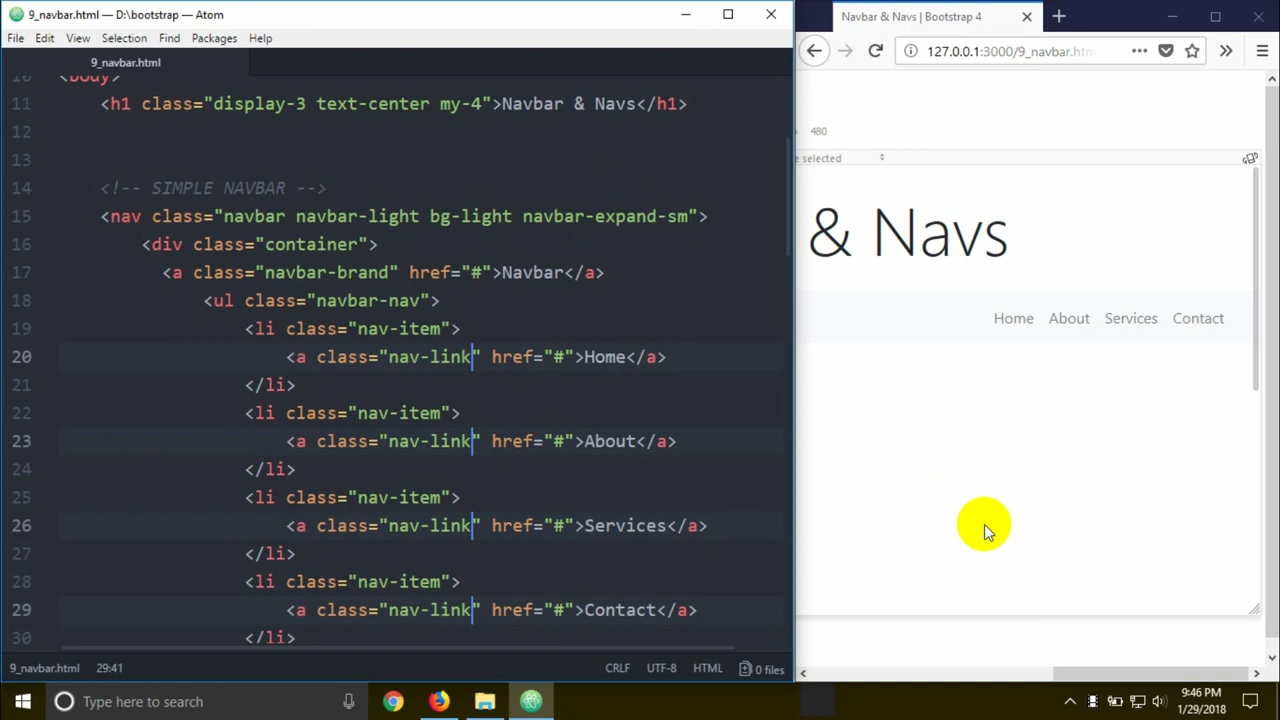 9_navbar.html — D:\bootstrap — Atom
File Edit View Selection Find Packages Help
9_navbar.html
10 <body>
11 <h1 class="display-3 text-center my-4">Navbar & Navs</h1>
12
13
14 <!-- SIMPLE NAVBAR -->
15 <nav class="navbar navbar-light bg-light navbar-expand-sm">
16 <div class="container">
17 <a class="navbar-brand" href="#">Navbar</a>
18 <ul class="navbar-nav">
19 <li class="nav-item">
20 <a class="nav-link" href="#">Home</a>
21 </li>
22 <li class="nav-item">
23 <a class="nav-link" href="#">About</a>
24 </li>
25 <li class="nav-item">
26 <a class="nav-link" href="#">Services</a>
27 </li>
28 <li class="nav-item">
29 <a class="nav-link" href="#">Contact</a>
30 </li>
9_navbar.html 29:41 CRLF UTF-8 HTML 0 files
Navbar & Navs | Bootstrap 4
127.0.0.1:3000/9_navbar.htm
480
e selected
& Navs
Home About Services Contact
Type here to search
9:46 PM
1/29/2018